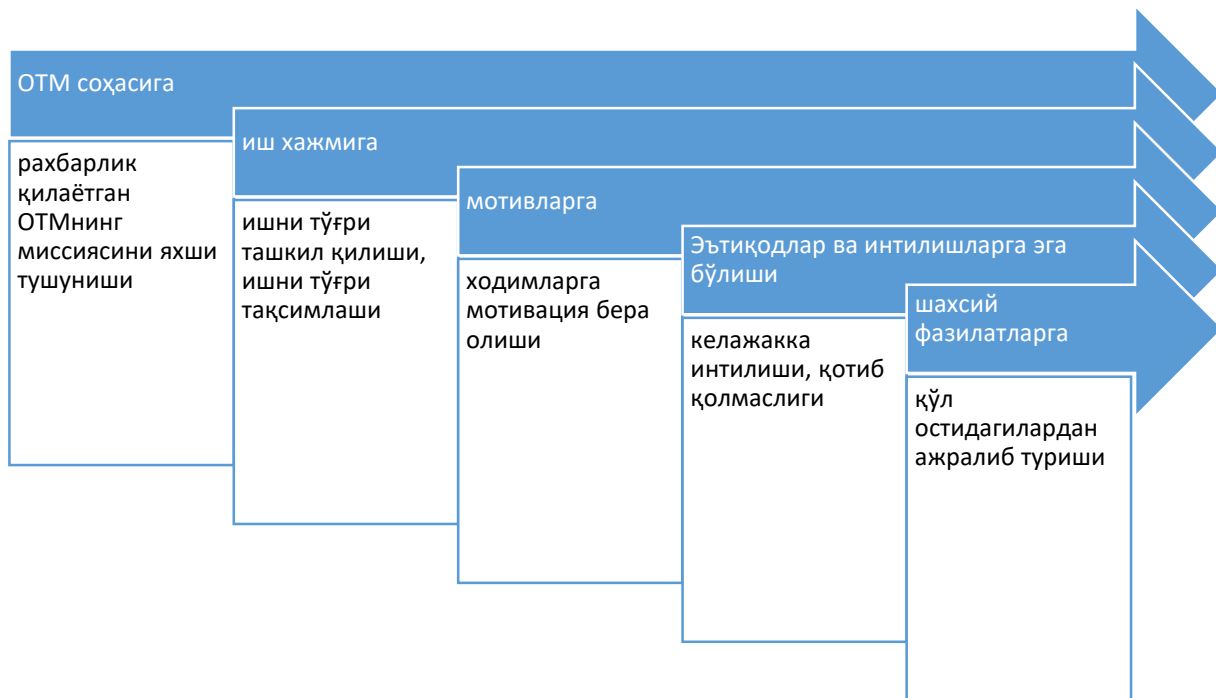 ОТМ соҳасига
рахбарлик
қилаётган
ОТМнинг
миссиясини яхши
тушуниши
иш хажмига
ишни тўғри
ташкил қилиши,
ишни тўғри
тақсимлаши
мотивларга
ходимларга
мотивация бера
олиши
Эътиқодлар ва интилишларга эга
бўлиши
келажакка
интилиши, қотиб
қолмаслиги
шахсий
фазилатларга
қўл
остидагилардан
ажралиб туриши